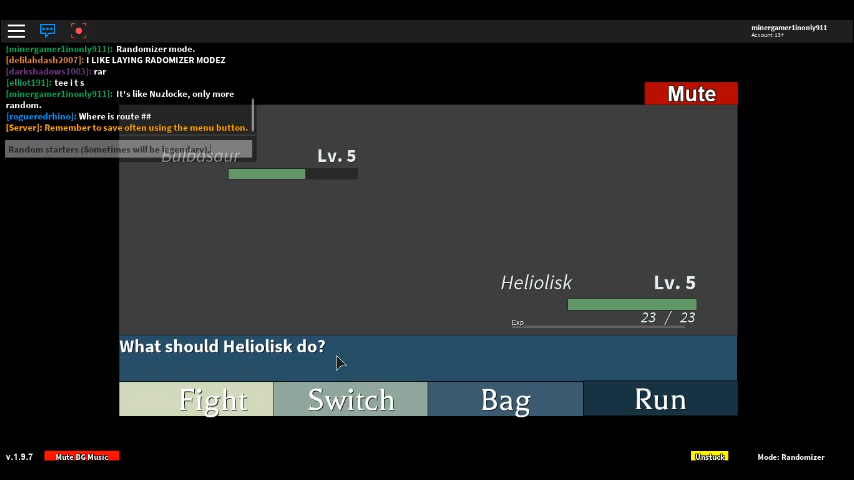 minergamer1inonly911
Account: 13+
[minergamer1inonly911]: Randomizer mode.
[delilahdash2007]: I LIKE LAYING RADOMIZER MODEZ
[darkshadows1003]: rar
[elliot191]: tee i t s
[minergamer1inonly911]: It's like Nuzlocke, only more
random.
[rogueredrhino]: Where is route ##
[Server]: Remember to save often using the menu button.
Random starters (Sometimes will be legendary).
Mute
Bulbasaur Lv. 5
Heliolisk Lv. 5
23 / 23
Exp
What should Heliolisk do?
Fight Switch Bag Run
v.1.9.7 Mute BG Music Unstuck Mode: Randomizer